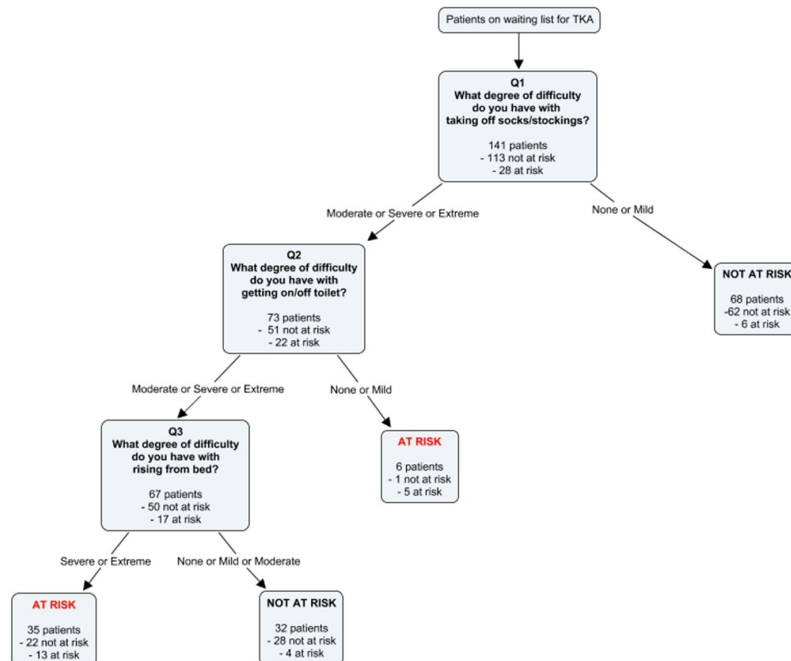 Patients on waiting list for TKA
Q1
What degree of difficulty
do you have with
taking off socks/stockings?
141 patients
- 113 not at risk
- 28 at risk
Moderate or Severe or Extreme
None or Mild
Q2
What degree of difficulty
do you have with
getting on/off toilet?
73 patients
- 51 not at risk
- 22 at risk
NOT AT RISK
68 patients
-62 not at risk
- 6 at risk
Moderate or Severe or Extreme
None or Mild
Q3
What degree of difficulty
do you have with
rising from bed?
67 patients
- 50 not at risk
- 17 at risk
AT RISK
6 patients
- 1 not at risk
- 5 at risk
Severe or Extreme
None or Mild or Moderate
AT RISK
35 patients
- 22 not at risk
- 13 at risk
NOT AT RISK
32 patients
- 28 not at risk
- 4 at risk